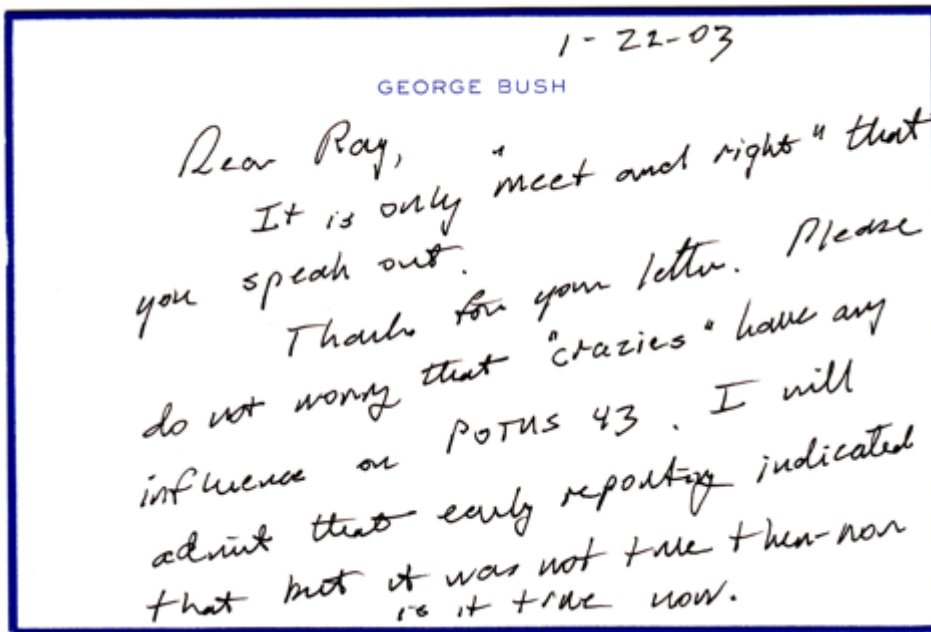 1-22-03
GEORGE BUSH
Dear Ray,
It is only "meet and right" that
you speak out.
Thanks for your letter. Please
do not worry that "crazies" have any
influence on POTUS 43. I will
admit that early reporting indicated
that but it was not true then-nor
is it true now.